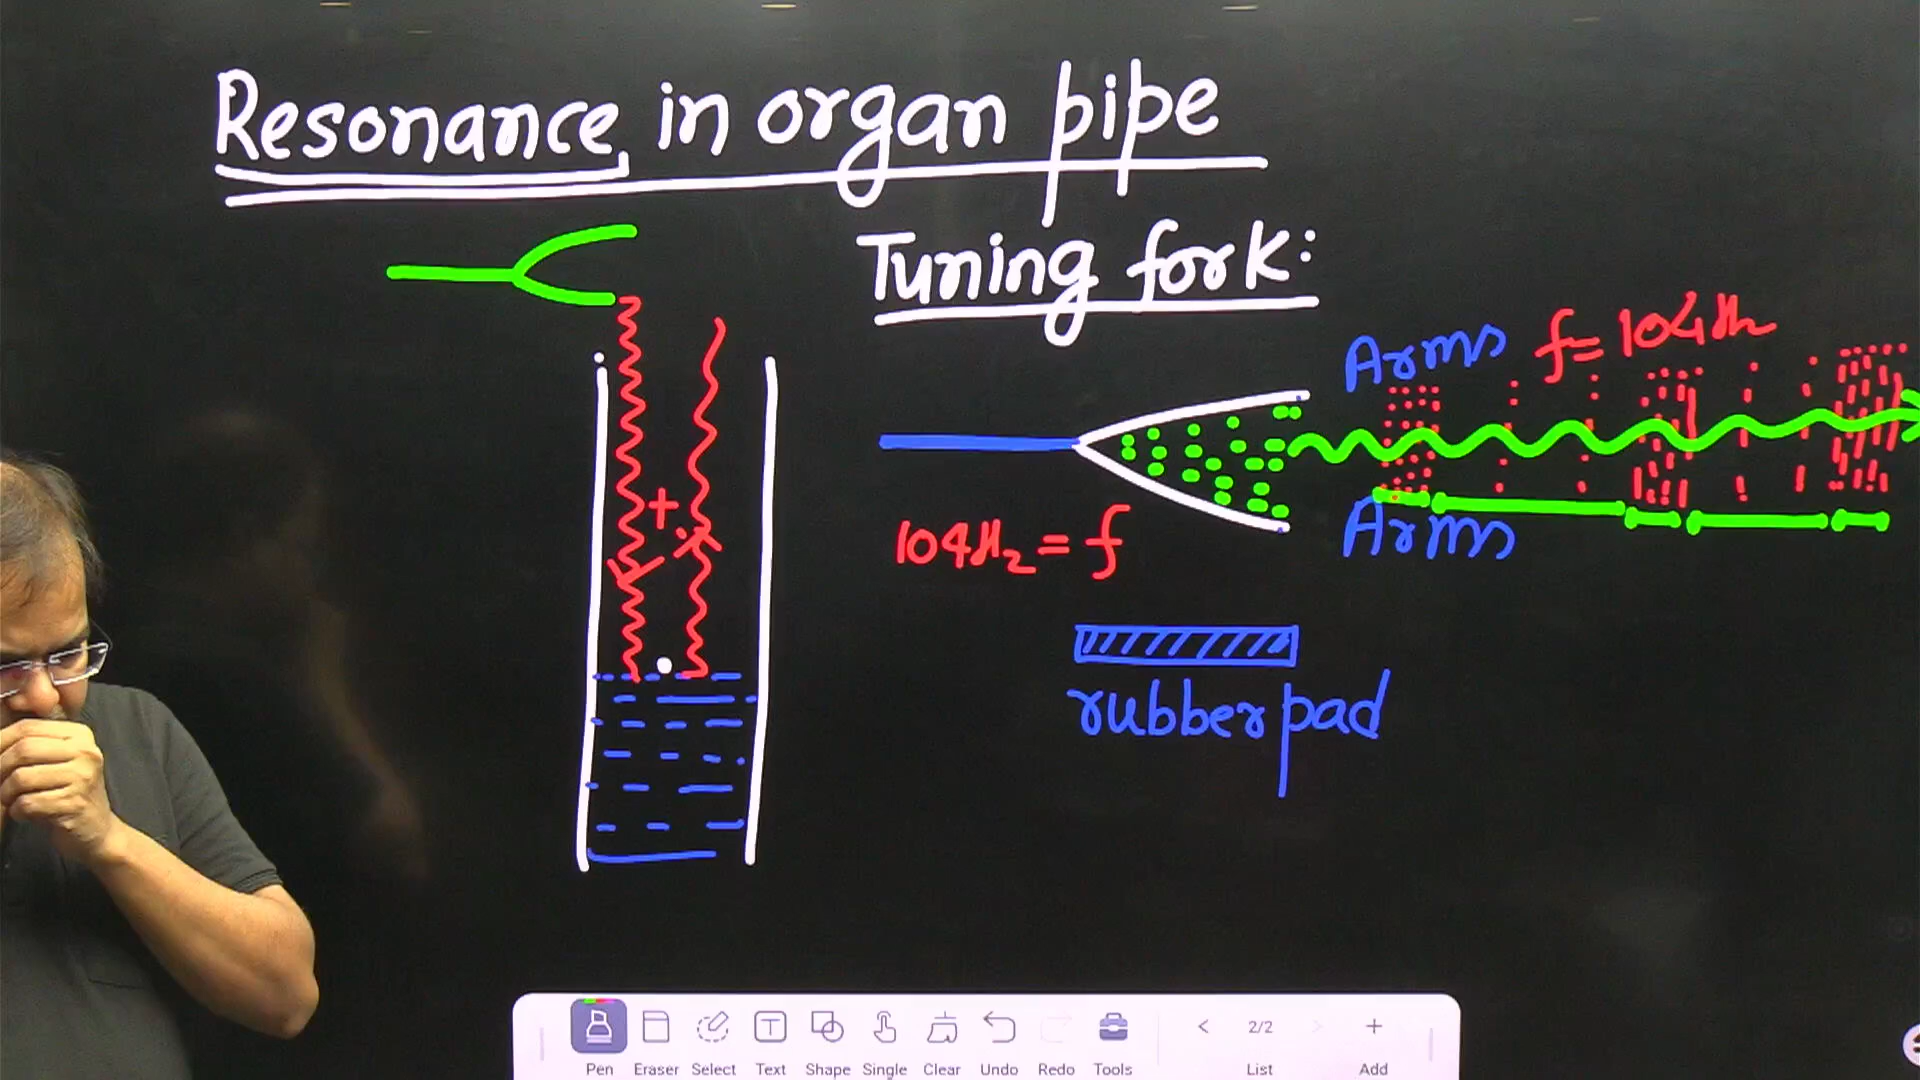 Resonance in organ pipe
Tuning fork:
Arms f = 104Hz
Arms
104Hz = f
rubber pad
Pen Eraser Select Text Shape Single Clear Undo Redo Tools < 2/2 > List + Add